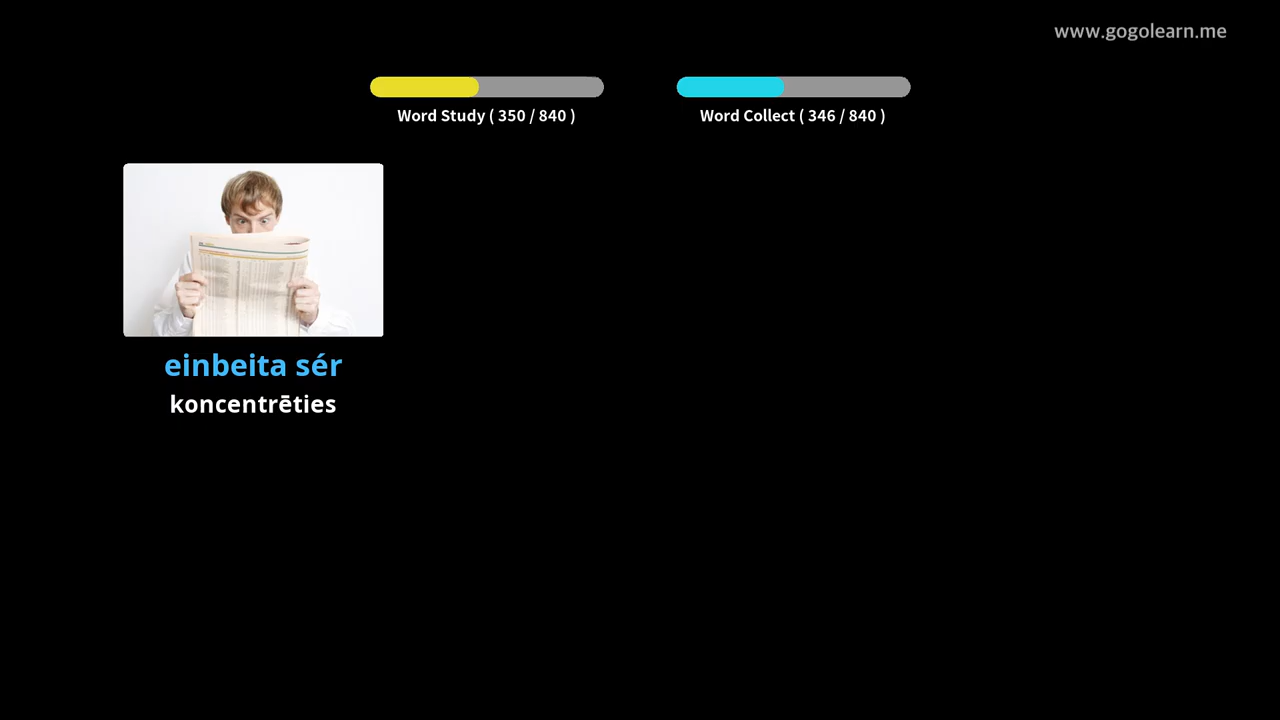 www.gogolearn.me
Word Study ( 350 / 840 )
Word Collect ( 346 / 840 )
einbeita sér
koncentrēties